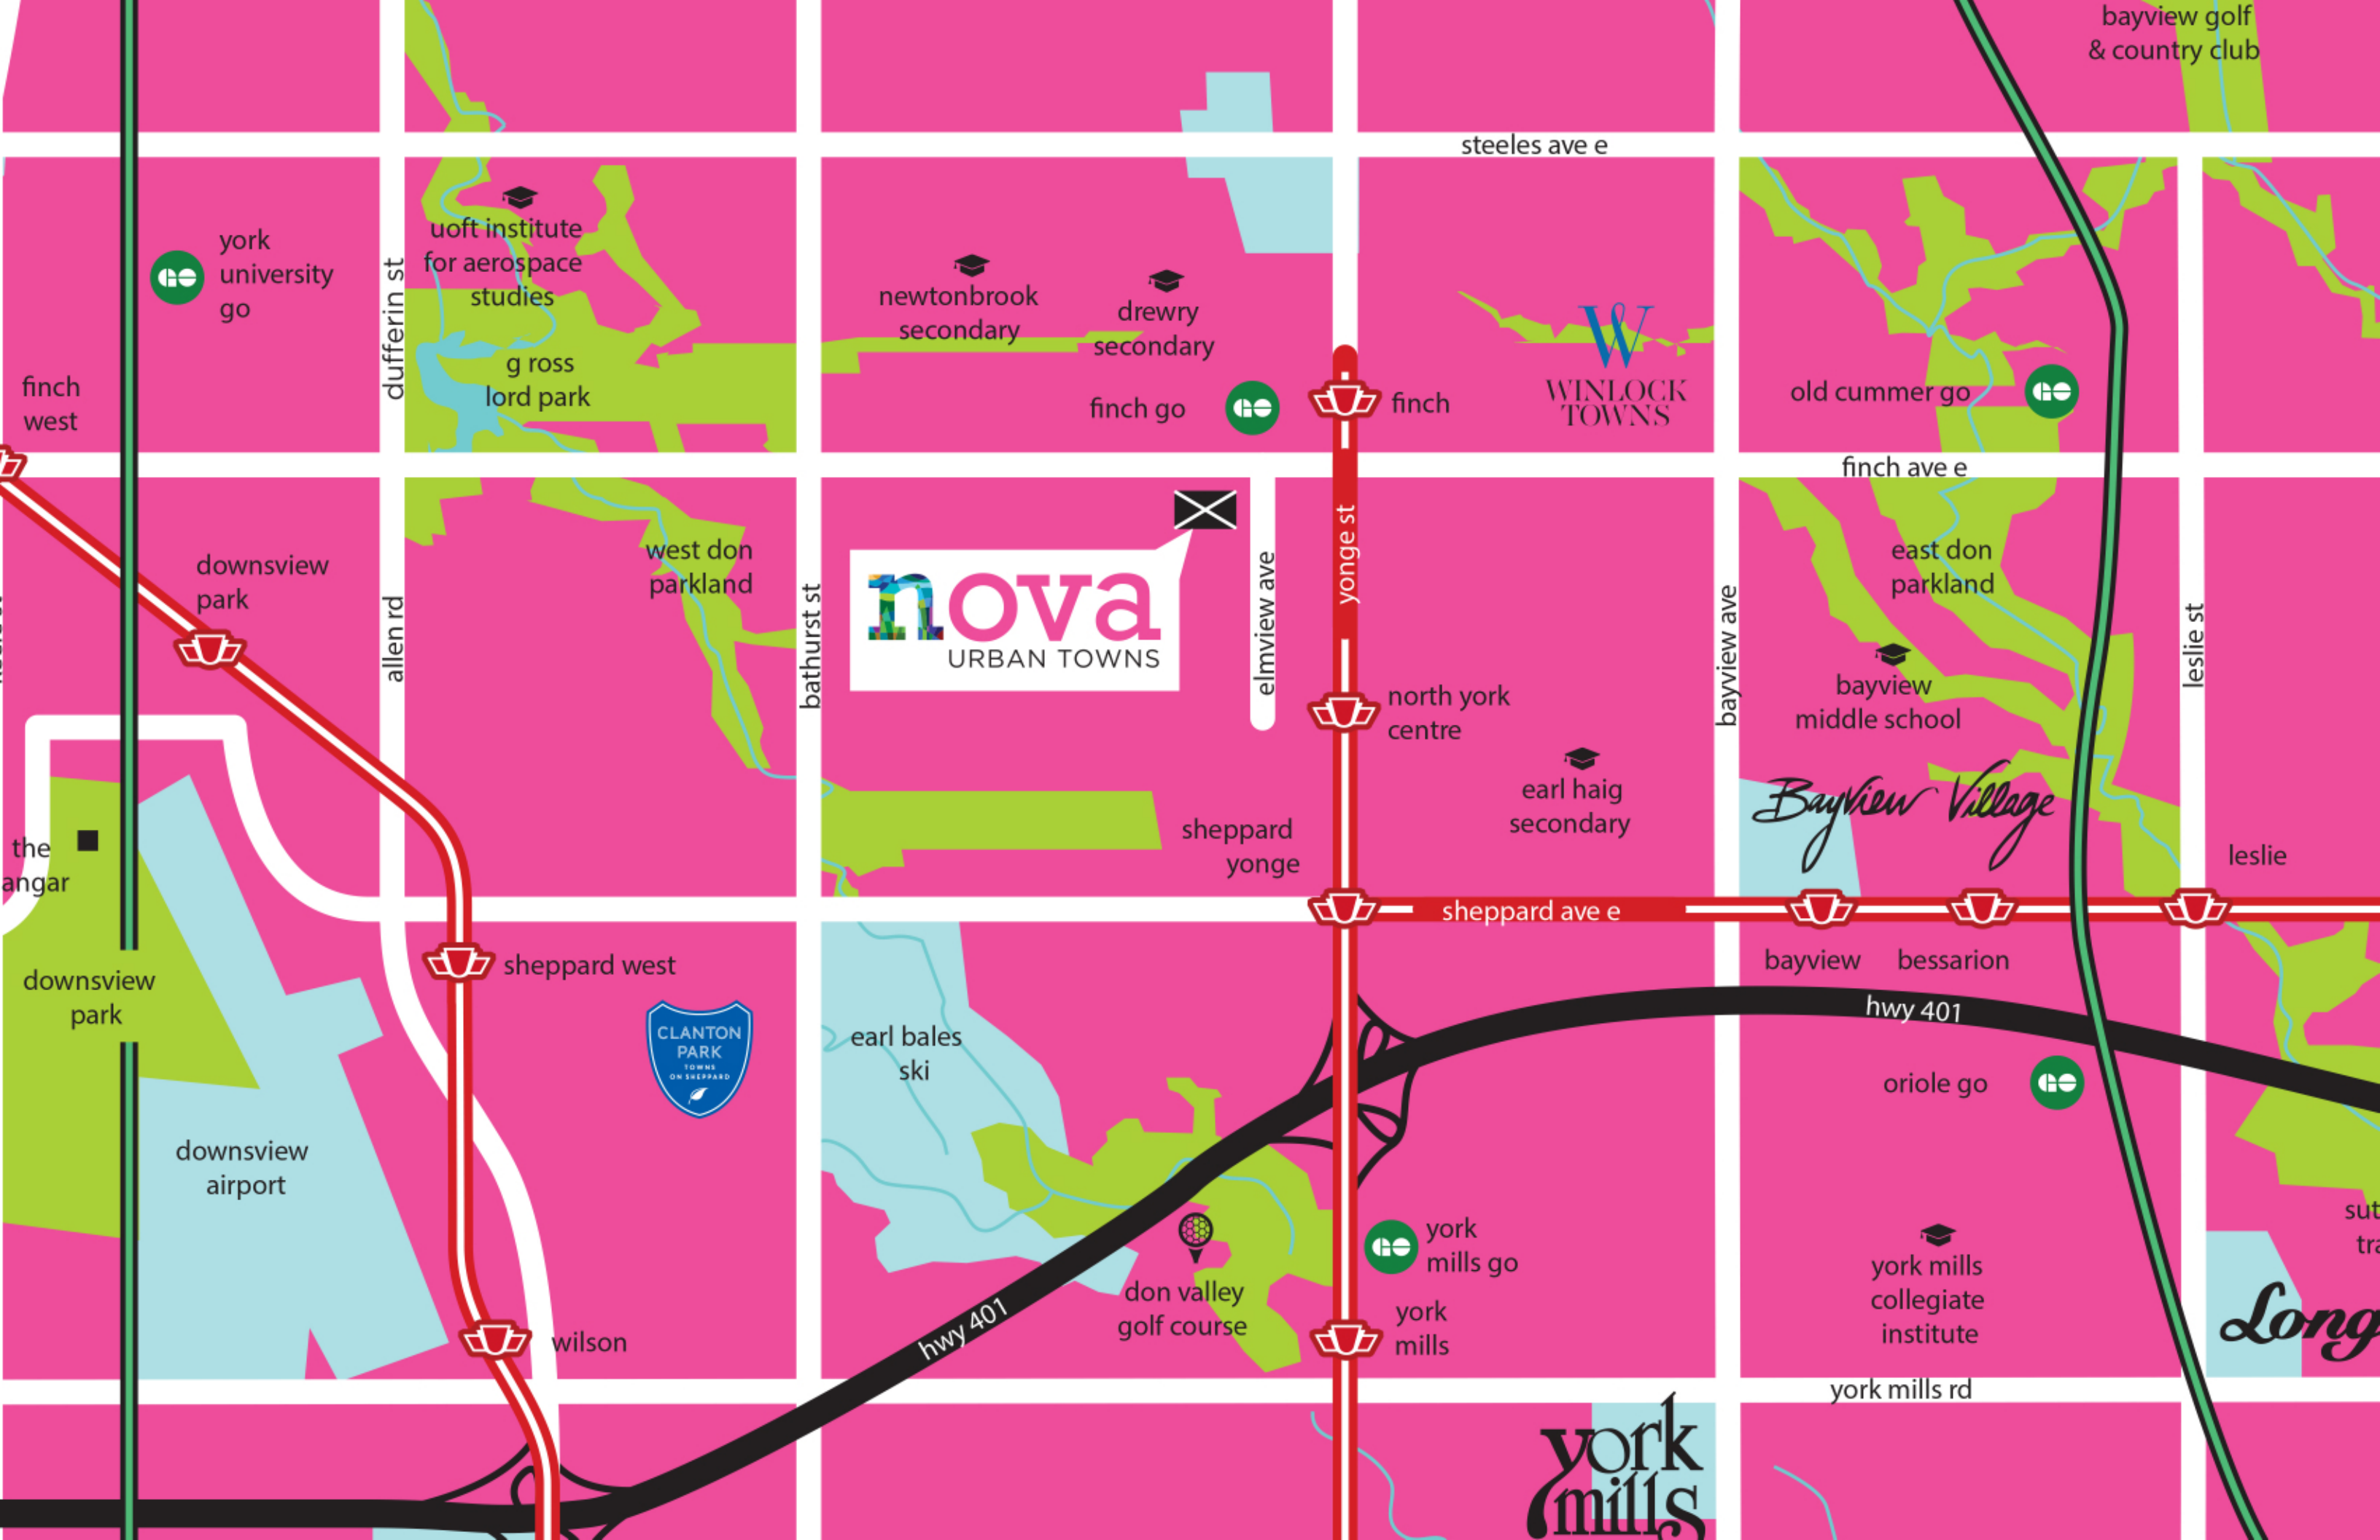 bayview golf
& country club
steeles ave e
york
university
go
dufferin st
uoft institute
for aerospace
studies
g ross
lord park
newtonbrook
secondary
drewry
secondary
finch go
finch
W
WINLOCK
TOWNS
old cummer go
finch
west
finch ave e
downsview
park
allen rd
west don
parkland
bathurst st
nova
URBAN TOWNS
elmview ave
yonge st
north york
centre
bayview ave
east don
parkland
bayview
middle school
leslie st
earl haig
secondary
Bayview Village
the
angar
sheppard
yonge
sheppard ave e
leslie
bayview
bessarion
downsview
park
sheppard west
CLANTON
PARK
TOWNS
ON SHEPPARD
earl bales
ski
hwy 401
oriole go
downsview
airport
york
mills go
don valley
golf course
york
mills
york mills
collegiate
institute
sut
tra
Long
wilson
hwy 401
york mills rd
york
mills